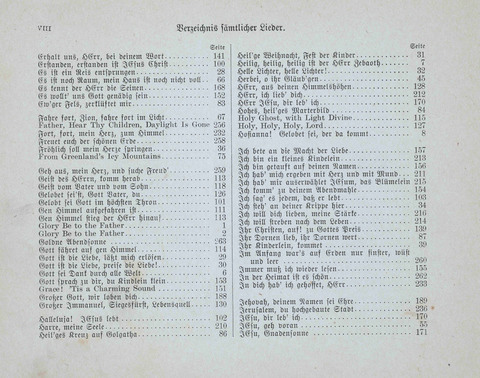 VIII
Verzeichnis sämtlicher Lieder.
Seite
Erhalt uns, HErr, bei deinem Wort 141
Erstanden, erstanden ist JEsus Christ 100
Es ist ein Reis entsprungen 28
Es ist noch Raum, mein Haus ist noch nicht voll 66
Es kennt der HErr die Seinen 168
Es wollt' uns Gott genädig sein 152
Ew'ger Fels, zerklüftet mir 83
Fahre fort, Zion, fahre fort im Licht 67
Father, Hear Thy Children, Daylight Is Gone 256
Fort, fort, mein Herz, zum Himmel 232
Freuet euch der schönen Erde 258
Fröhlich soll mein Herze springen 36
From Greenland's Icy Mountains 75
Geh aus, mein Herz, und suche Freud' 259
Geist des HErrn, komm herab 113
Geist vom Vater und vom Sohn 118
Gelobet sei'st, Gott Vater, du 126
Gelobt sei Gott im höchsten Thron 101
Gen Himmel aufgefahren ist 111
Gen Himmel stieg der HErr hinauf 113
Glory Be to the Father 1
Glory Be to the Father 2
Goldne Abendsonne 263
Gott fähret auf gen Himmel 114
Gott ist die Liebe, läßt mich erlösen 29
Gott ist die Liebe, preise die Liebe! 30
Gott sei Dank durch alle Welt 6
Gott sprach zu dir, du Kindlein klein 153
Grace! 'Tis a Charming Sound 151
Großer Gott, wir loben dich 188
Großer Immanuel, Siegesfürst, Lebensquell 130
Halleluja! JEsus lebt 102
Harre, meine Seele 210
Heil'ges Kreuz auf Golgatha 86
Seite
Heil'ge Weihnacht, Fest der Kinder 31
Heilig, heilig, heilig ist der HErr Zebaoth 7
Helle Lichter, helle Lichter! 32
Herbei, o ihr Gläub'gen 45
HErr, aus deinen Himmelshöhen 128
HErr, ich lieb' dich 212
HErr JEsu, dir leb' ich 170
Hohes, heil'ges Marterbild 84
Holy Ghost, with Light Divine 115
Holy, Holy, Holy, Lord 127
Hosianna! Gelobet sei, der da kommt 8
Ich bete an die Macht der Liebe 157
Ich bin ein kleines Kindelein 213
Ich bin getauft auf deinen Namen 156
Ich hab' mich ergeben mit Herz und mit Mund 211
Ich hab' mir auserwählet JEsum, das Blümelein 215
Ich komm' zu deinem Abendmahle 161
Ich sag' es jedem, daß er lebt 103
Ich steh' an deiner Krippe hier 34
Ich will dich lieben, meine Stärke 216
Ich will streben nach dem Leben 214
Ihr Christen, auf! zu Gottes Preis 139
Ihr Dornen ihr, ihr Dornen wert 87
Ihr Kinderlein, kommet 39
Im Anfang war's auf Erden nur finster, wüst
und leer 260
Immer muß ich wieder lesen 155
In der Heimat ist es schön 262
In dich hab' ich gehoffet, HErr 233
Jehovah, deinem Namen sei Ehre 189
Jerusalem, du hochgebaute Stadt 236
JEsu, dir leb' ich 170
JEsu, geh voran 55
JEsu, Gnadensonne 171